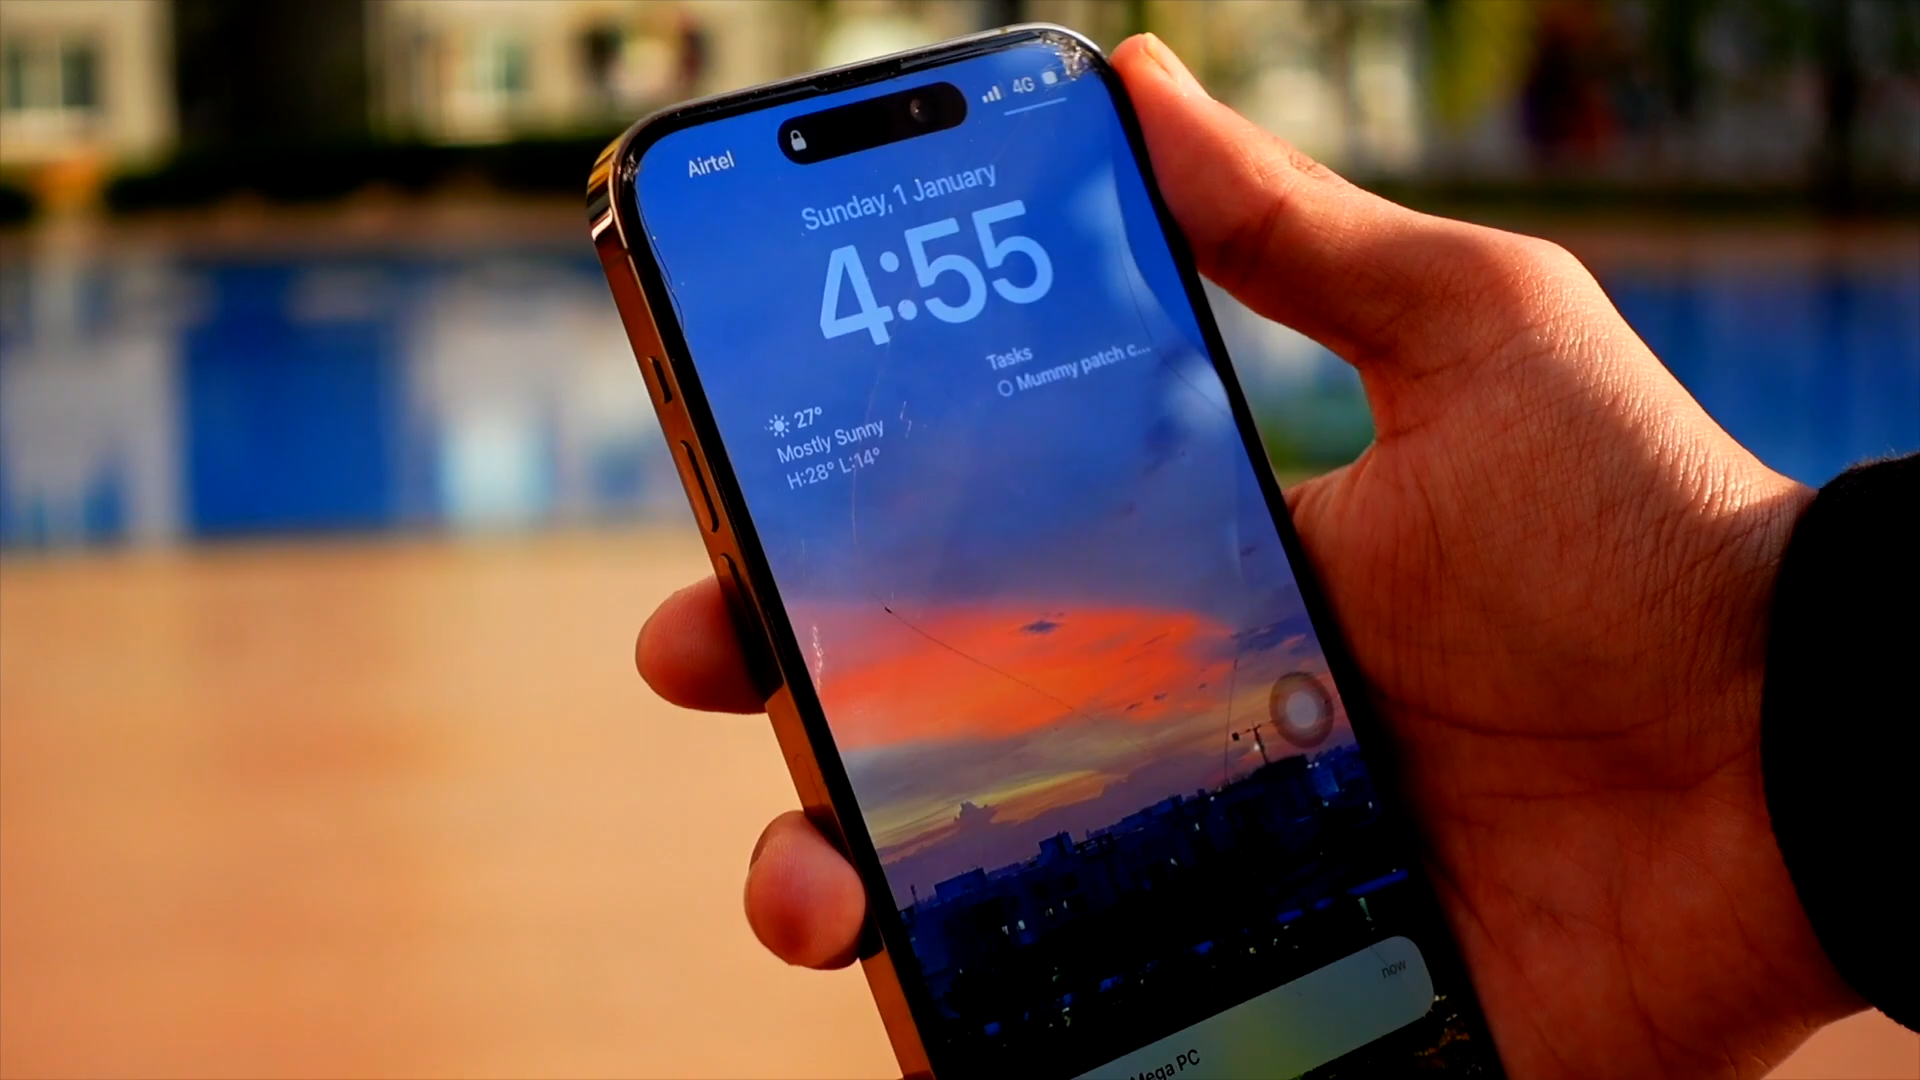 4G
Airtel
Sunday, 1 January
4:55
Tasks
Mummy patch c...
27°
Mostly Sunny
H:28° L:14°
now
Mega PC